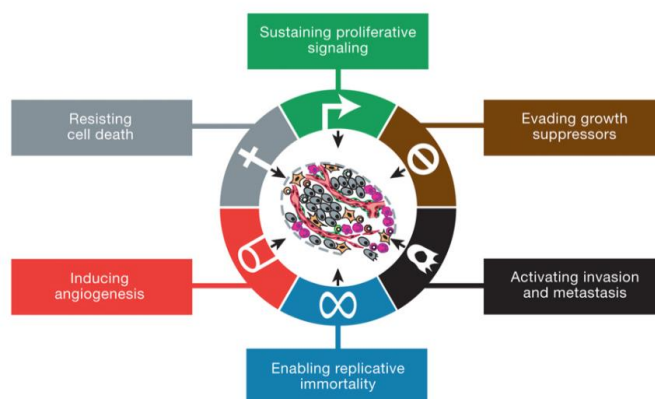 Sustaining proliferative
signaling
Resisting
cell death
Evading growth
suppressors
Inducing
angiogenesis
Activating invasion
and metastasis
Enabling replicative
immortality